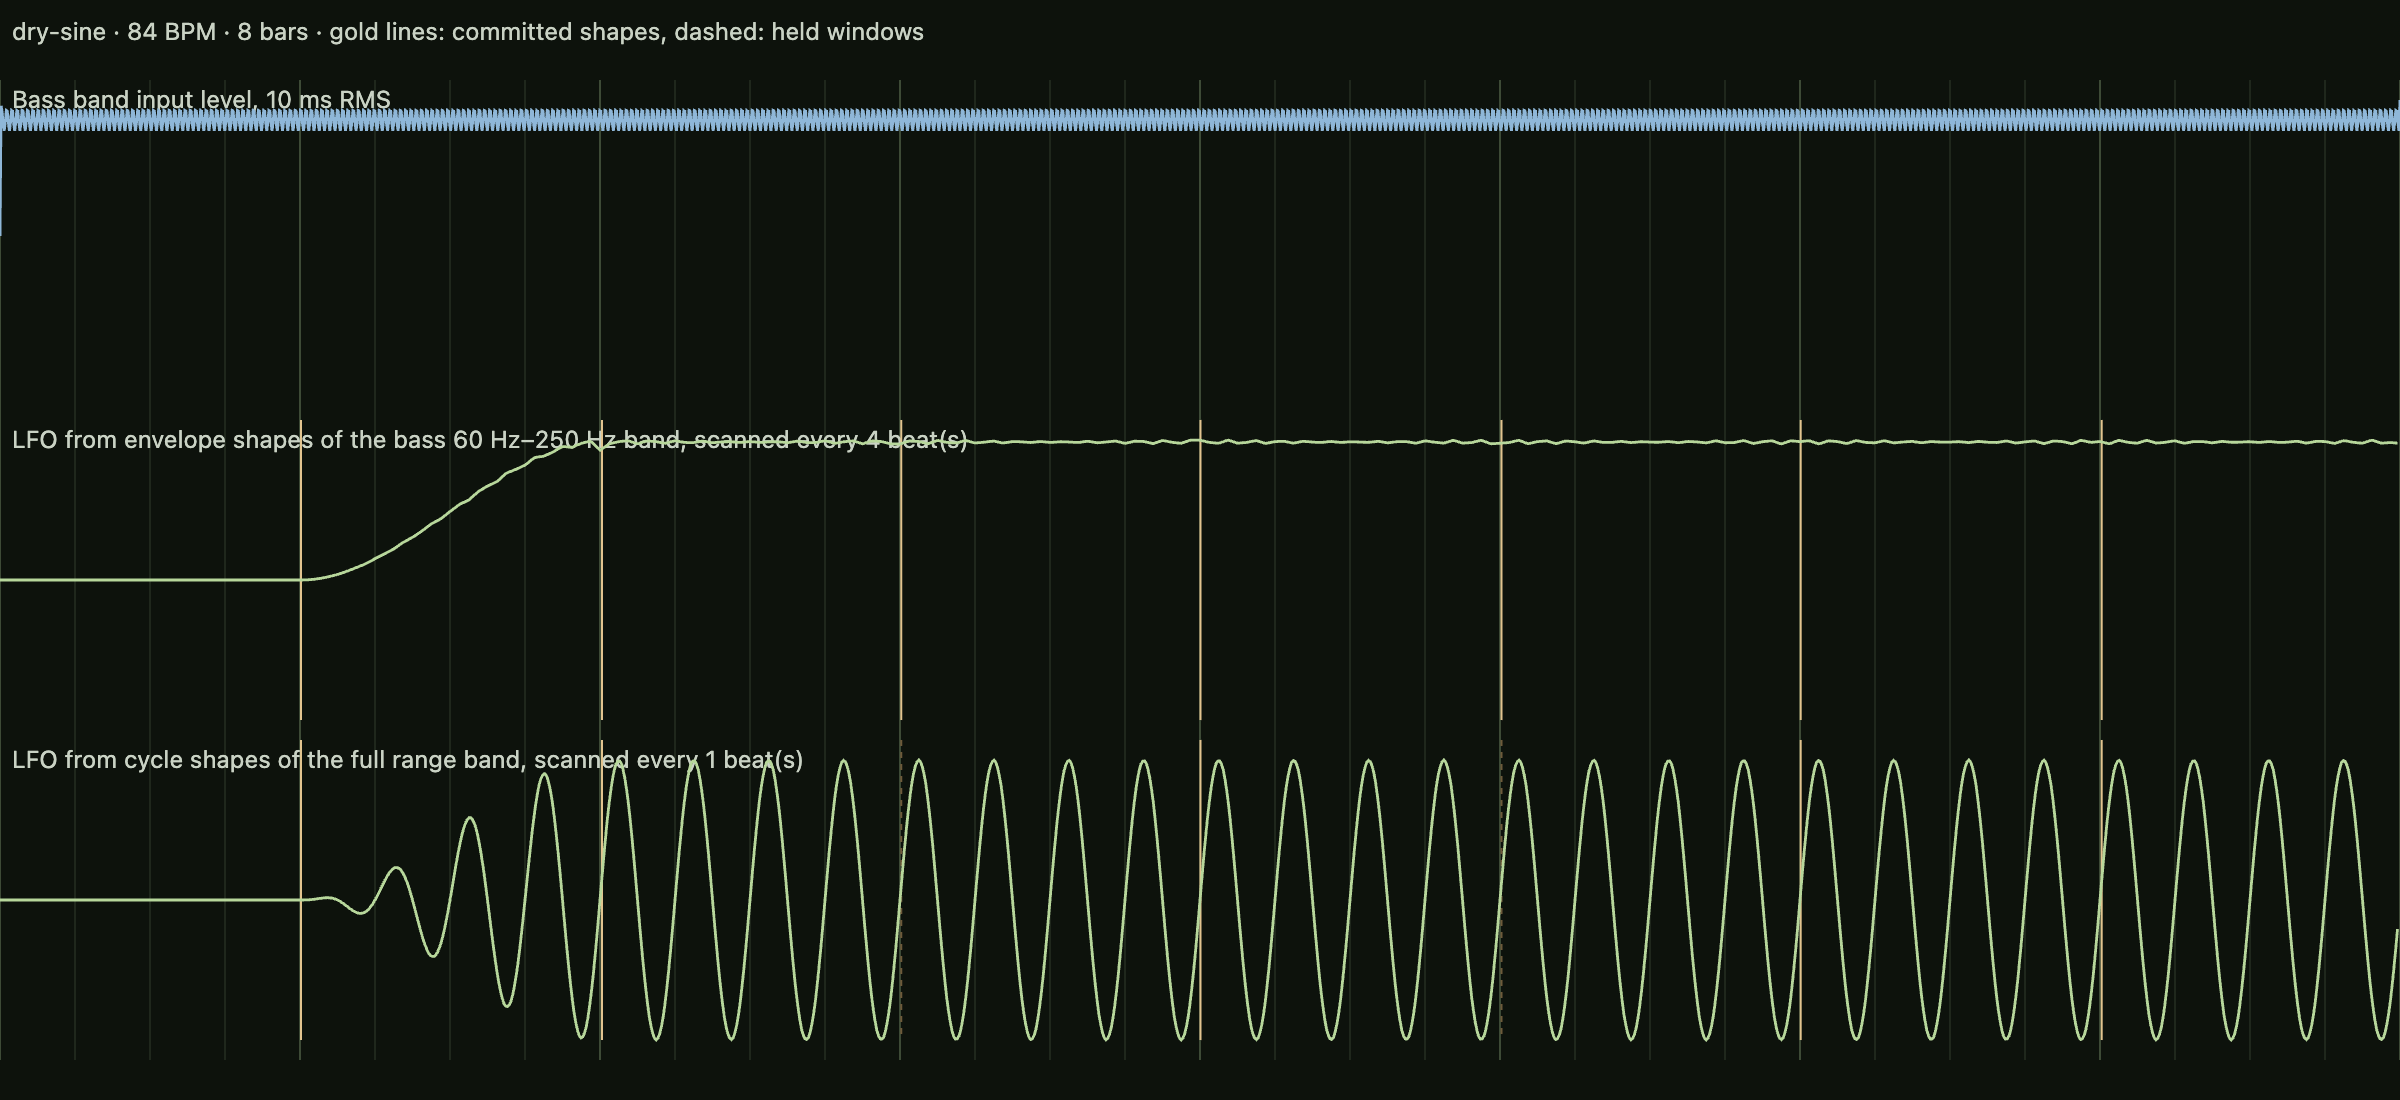 dry-sine · 84 BPM · 8 bars · gold lines: committed shapes, dashed: held windows
Bass band input level, 10 ms RMS
LFO from envelope shapes of the bass 60 Hz–250 Hz band, scanned every 4 beat(s)
LFO from cycle shapes of the full range band, scanned every 1 beat(s)